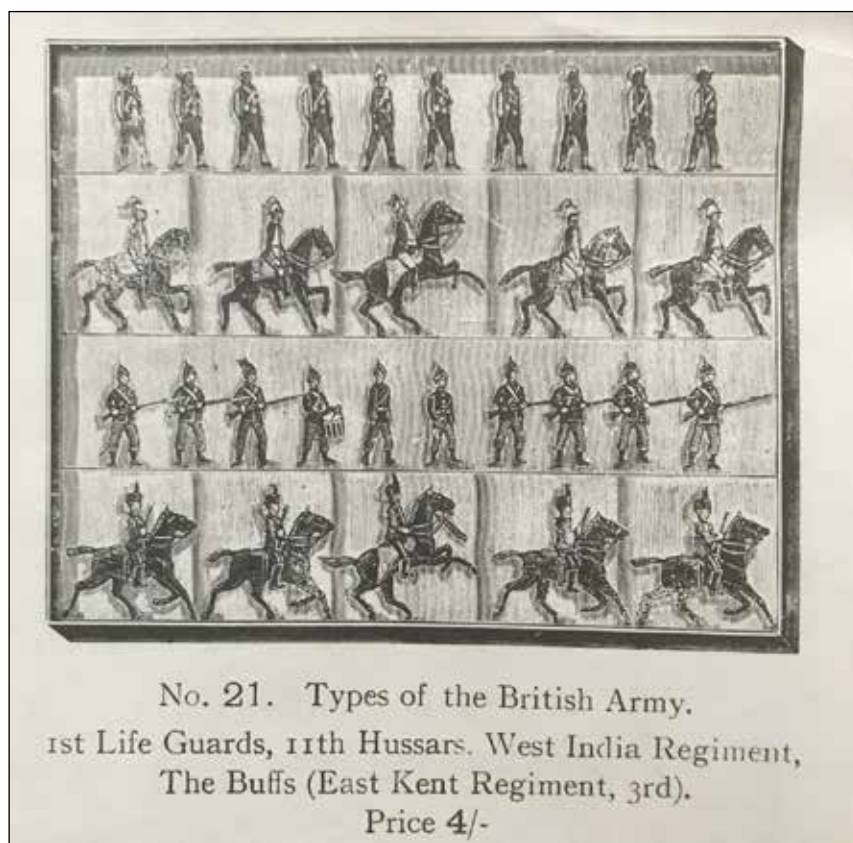 No. 21. Types of the British Army.
1st Life Guards, 11th Hussars. West India Regiment,
The Buffs (East Kent Regiment, 3rd).
Price 4/-